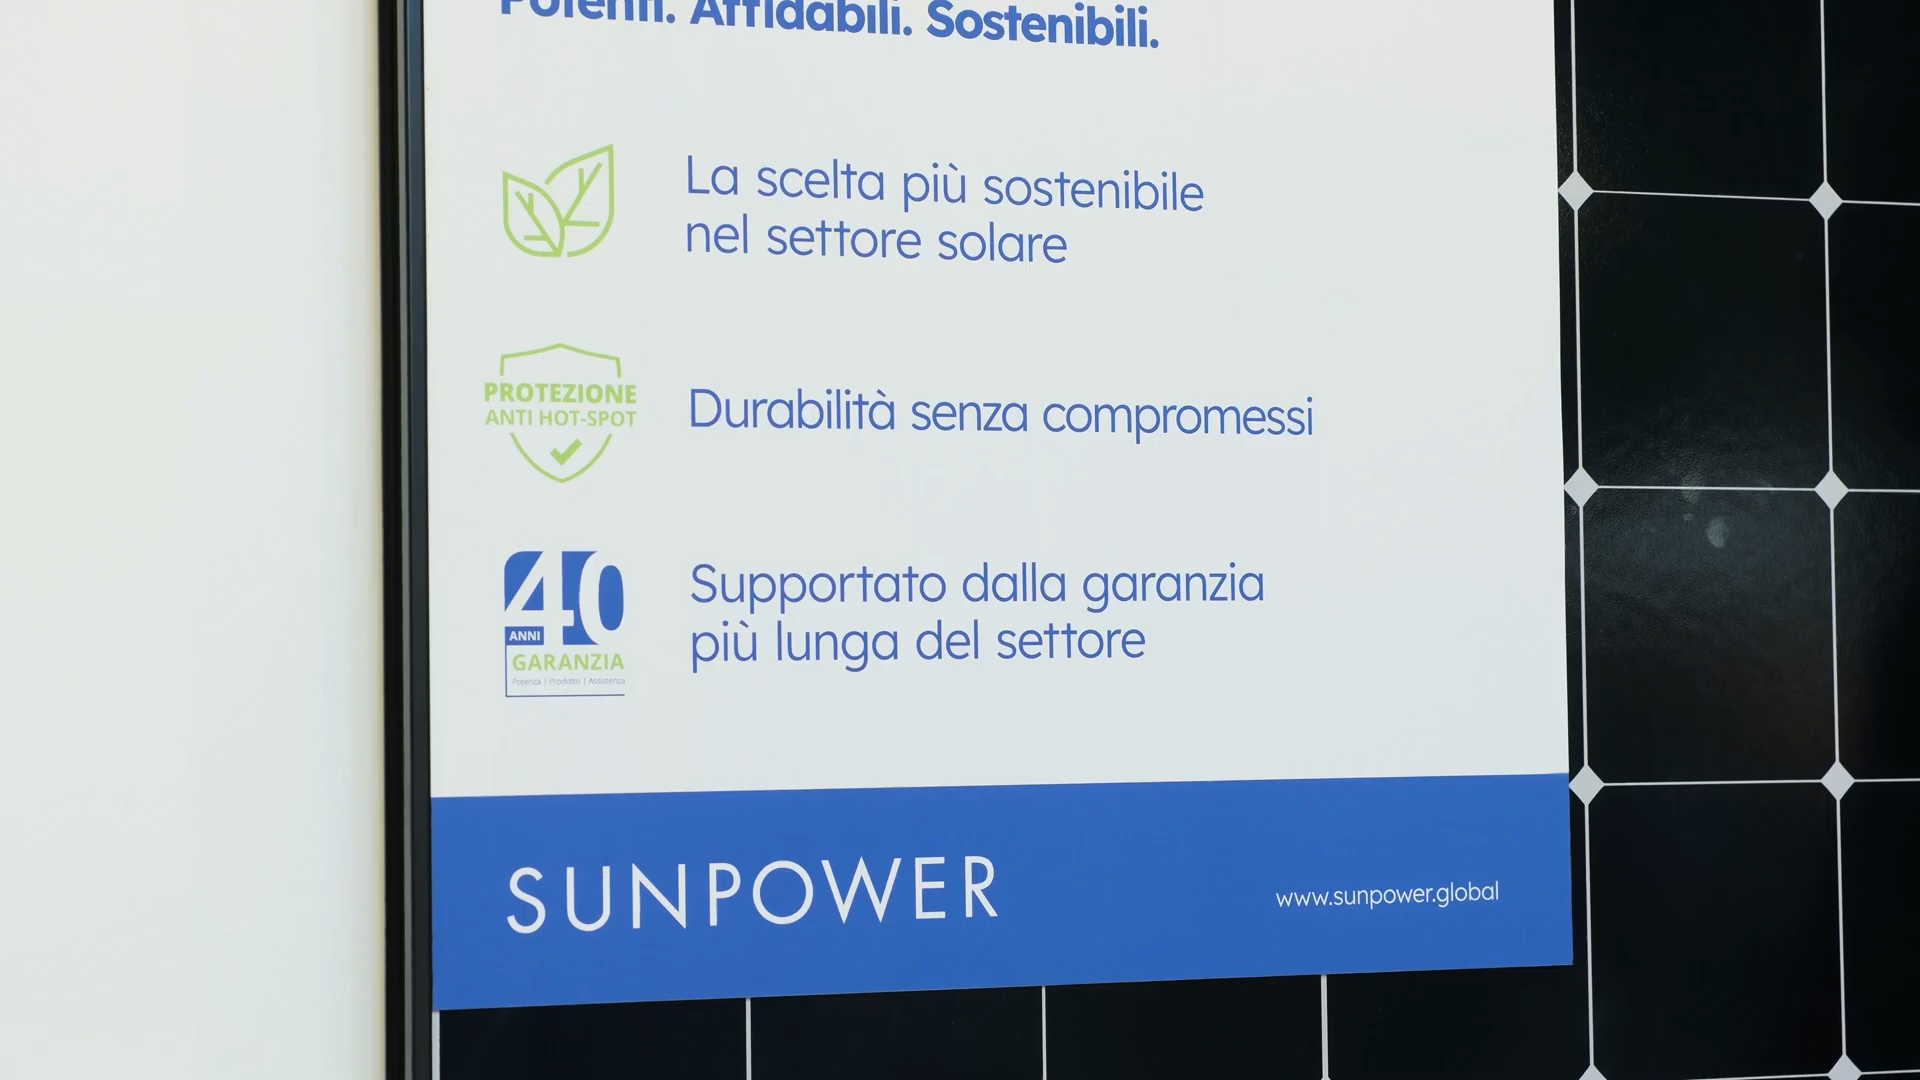 Potenti. Affidabili. Sostenibili.
La scelta più sostenibile
nel settore solare
PROTEZIONE
ANTI HOT-SPOT
Durabilità senza compromessi
40
ANNI
GARANZIA
Potenza | Prodotto | Assistenza
Supportato dalla garanzia
più lunga del settore
SUNPOWER
www.sunpower.global